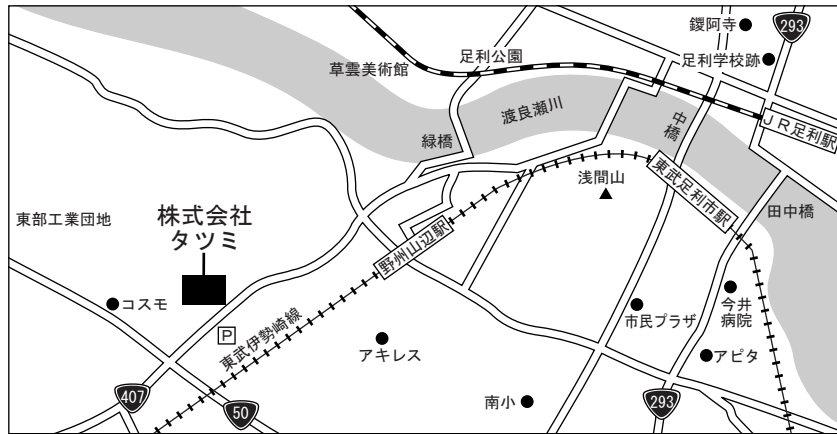 鑁阿寺
293
足利公園
足利学校跡
草雲美術館
渡良瀬川
中橋
JR足利駅
緑橋
浅間山
東武足利市駅
田中橋
東部工業団地
株式会社
タツミ
野州山辺駅
コスモ
P
東武伊勢崎線
アキレス
市民プラザ
今井
病院
アピタ
407
50
南小
293